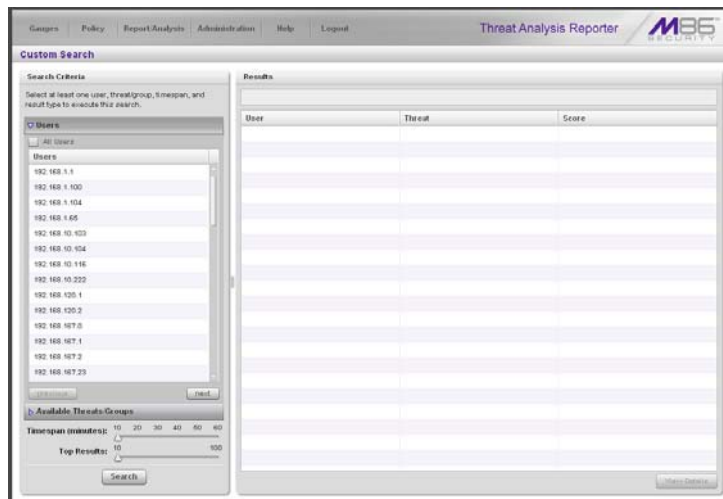 Gauges Policy Report/Analysis Administration Help Logout
Threat Analysis Reporter
M86 SECURITY
Custom Search
Search Criteria
Select at least one user, threat/group, timespan, and
result type to execute this search.
Users
All Users
Users
192.168.1.1
192.168.1.100
192.168.1.104
192.168.1.65
192.168.10.103
192.168.10.104
192.168.10.116
192.168.10.222
192.168.120.1
192.168.120.2
192.168.167.0
192.168.167.1
192.168.167.2
192.168.167.23
previous next
Available Threats/Groups
Timespan (minutes): 10 20 30 40 50 60
Top Results: 10 100
Search
Results
User Threat Score
View Details